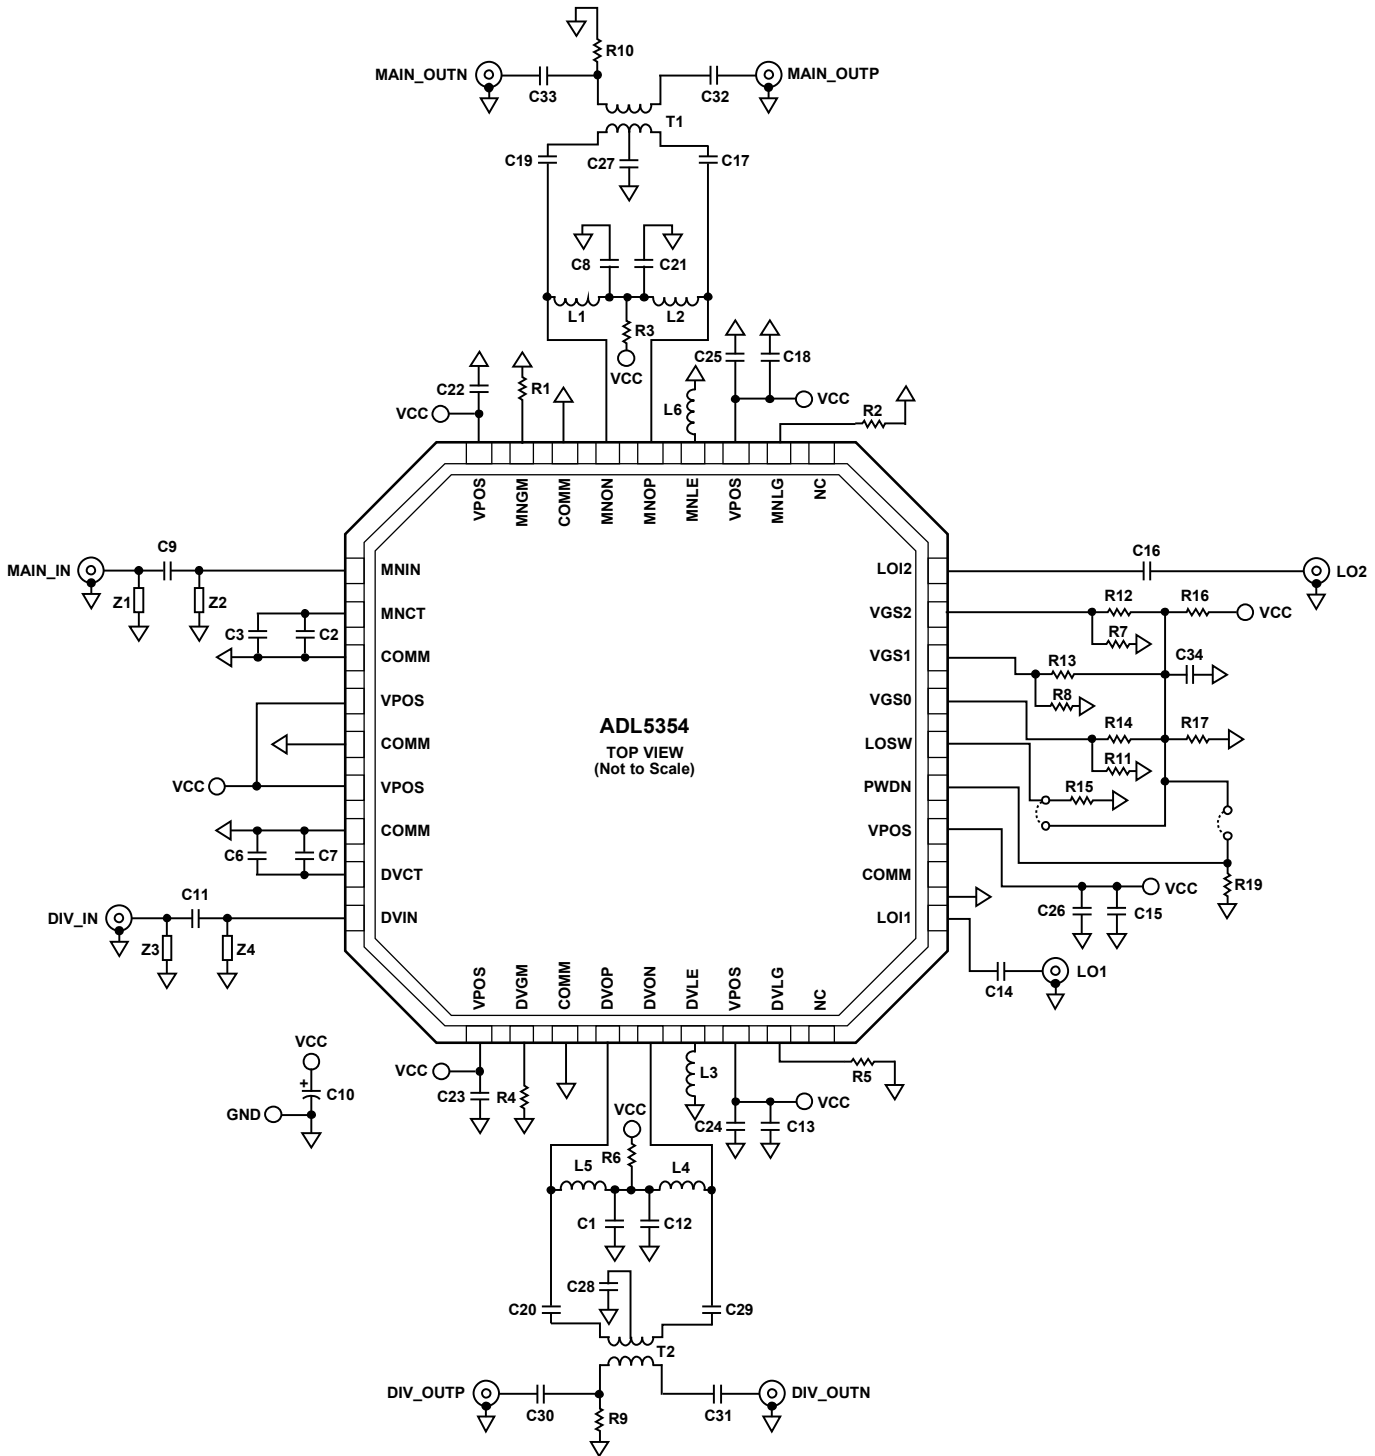 R10
MAIN_OUTN
MAIN_OUTP
C33
C32
T1
C19
C27
C17
C8
C21
L1
L2
R3
VCC
C25
C18
C22
R1
L6
VCC
VCC
R2
VPOS
MNGM
COMM
MNON
MNOP
MNLE
VPOS
MNLG
NC
C9
MAIN_IN
Z1
Z2
MNIN
MNCT
C3
C2
COMM
VPOS
COMM
VCC
VPOS
COMM
C6
C7
DVCT
C11
DIV_IN
DVIN
Z3
Z4
ADL5354
TOP VIEW
(Not to Scale)
LOI2
VGS2
VGS1
VGS0
LOSW
PWDN
VPOS
COMM
LOI1
C16
LO2
R12
R16
VCC
R7
R13
C34
R8
R14
R17
R11
R15
R19
VCC
C26
C15
C14
LO1
VPOS
DVGM
COMM
DVOP
DVON
DVLE
VPOS
DVLG
NC
VCC
+
C10
GND
VCC
C23
R4
L3
R5
VCC
C24
C13
VCC
R6
L5
L4
C1
C12
C28
C20
C29
T2
DIV_OUTP
DIV_OUTN
C30
C31
R9